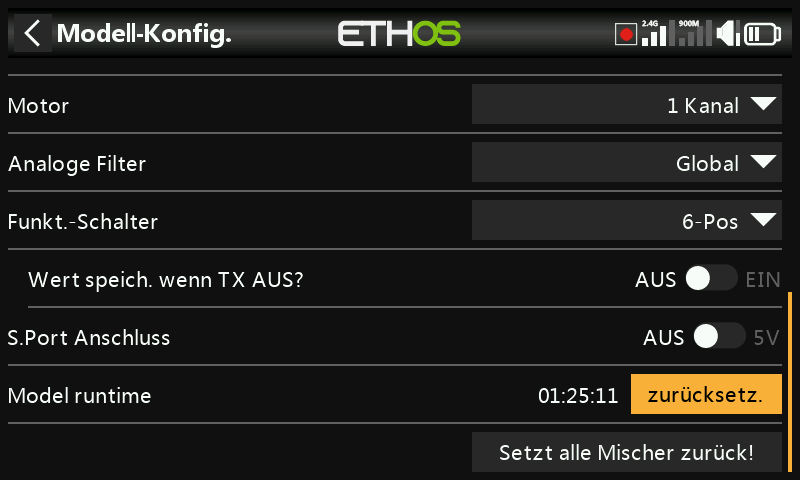 Modell-Konfig.
ETHOS
2.4G
900M
Motor
1 Kanal
Analoge Filter
Global
Funkt.-Schalter
6-Pos
Wert speich. wenn TX AUS?
AUS EIN
S.Port Anschluss
AUS 5V
Model runtime
01:25:11 zurücksetz.
Setzt alle Mischer zurück!